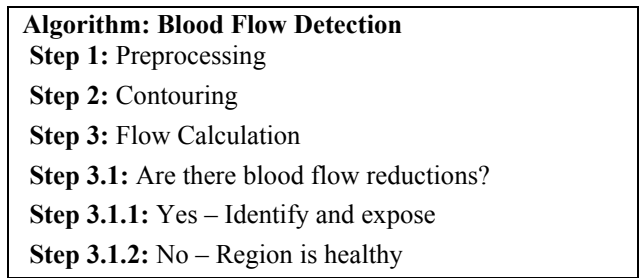 Algorithm: Blood Flow Detection
Step 1: Preprocessing
Step 2: Contouring
Step 3: Flow Calculation
Step 3.1: Are there blood flow reductions?
Step 3.1.1: Yes – Identify and expose
Step 3.1.2: No – Region is healthy